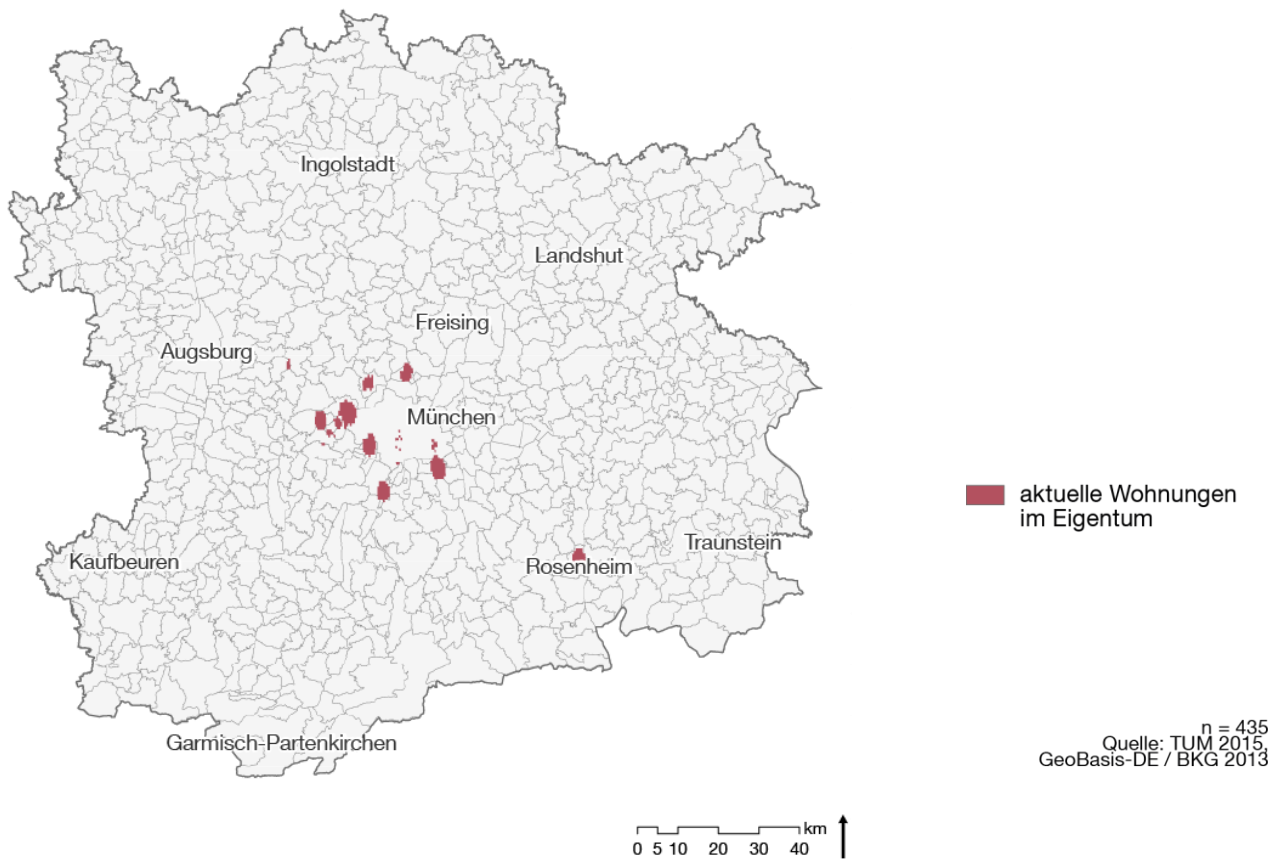 Ingolstadt
Landshut
Freising
Augsburg
München
aktuelle Wohnungen
im Eigentum
Traunstein
Kaufbeuren
Rosenheim
n = 435
Quelle: TUM 2015,
GeoBasis-DE / BKG 2013
Garmisch-Partenkirchen
km
0 5 10 20 30 40